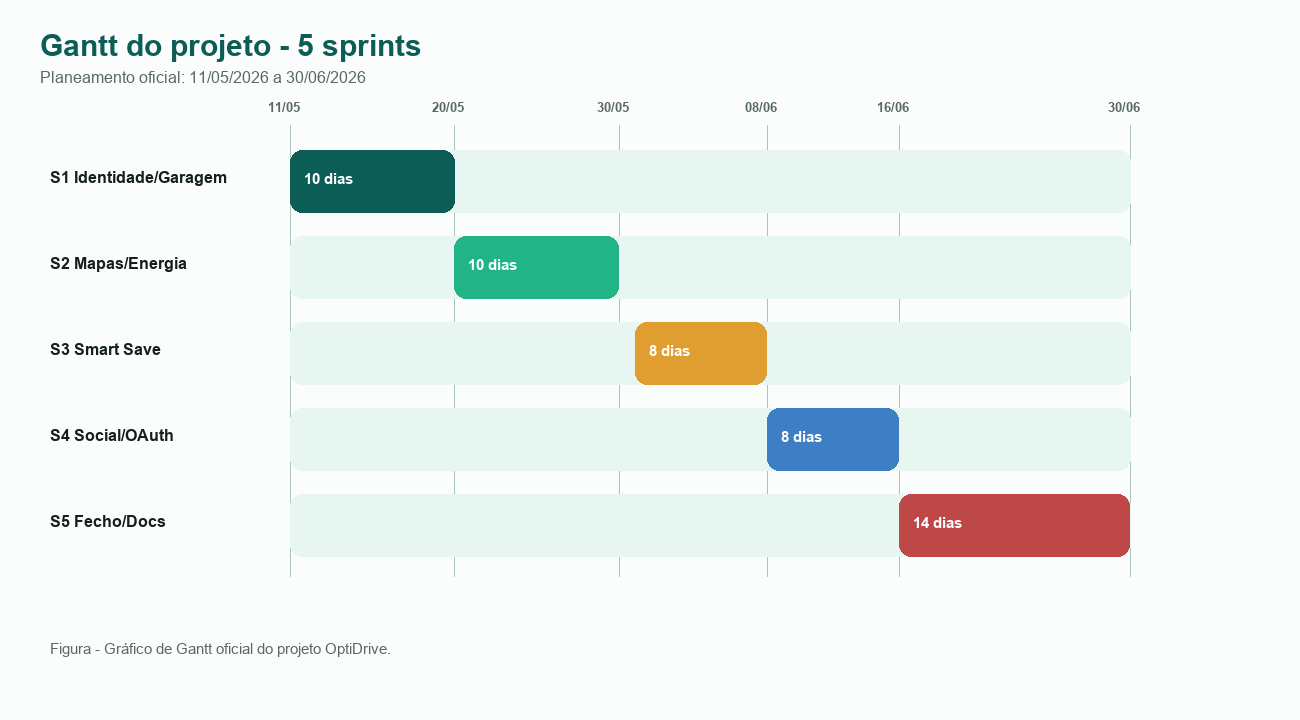 Gantt do projeto - 5 sprints
Planeamento oficial: 11/05/2026 a 30/06/2026
11/05 20/05 30/05 08/06 16/06 30/06
S1 Identidade/Garagem 10 dias
S2 Mapas/Energia 10 dias
S3 Smart Save 8 dias
S4 Social/OAuth 8 dias
S5 Fecho/Docs 14 dias
Figura - Gráfico de Gantt oficial do projeto OptiDrive.